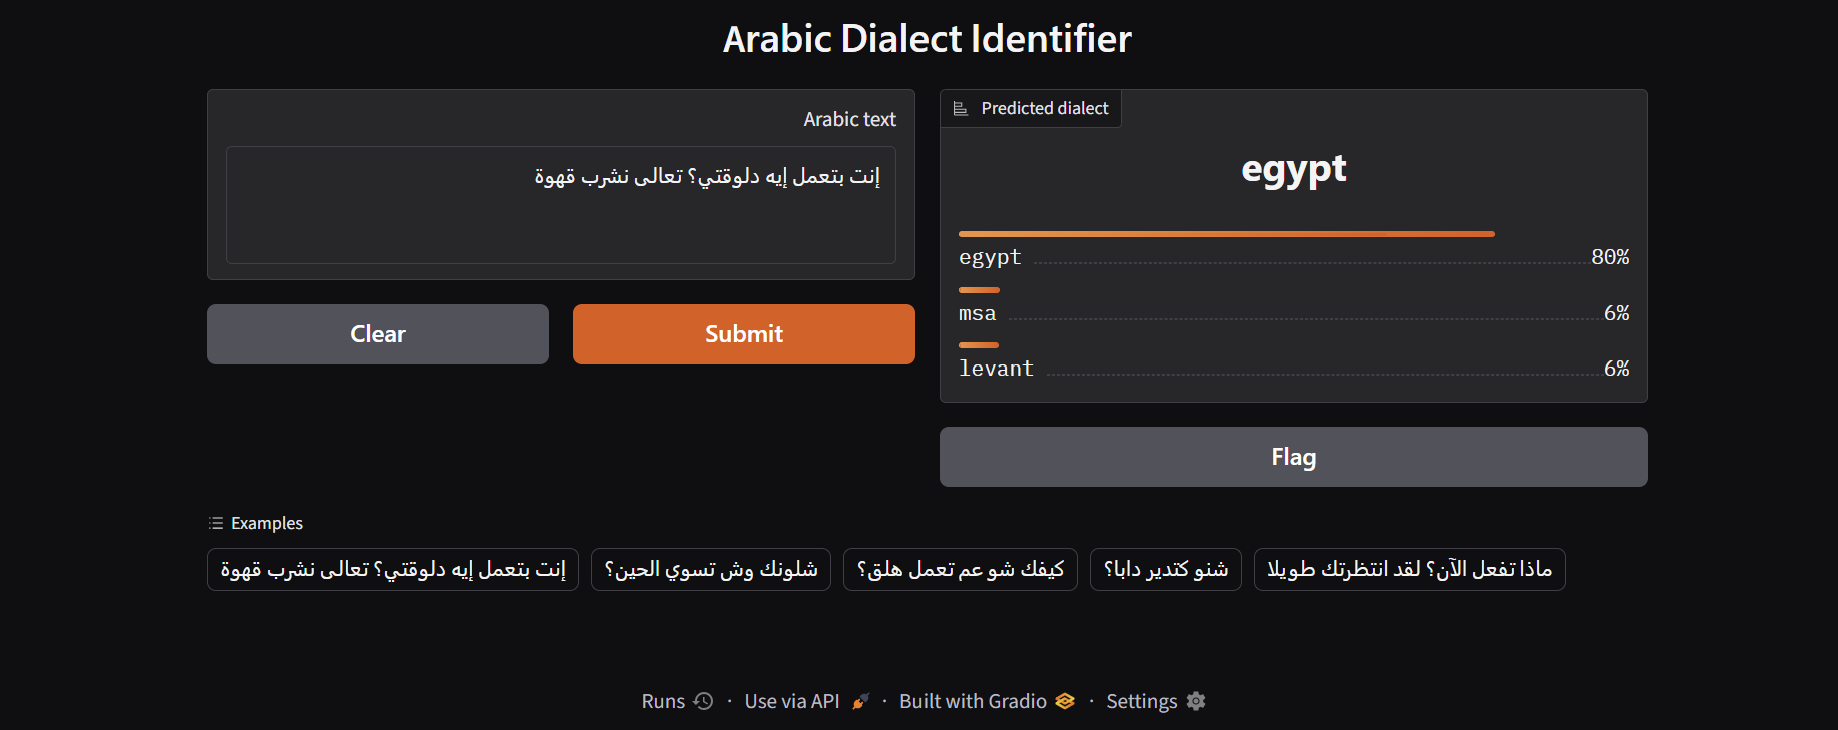 Arabic Dialect Identifier
Arabic text
إنت بتعمل إيه دلوقتي؟ تعالى نشرب قهوة
Clear
Submit
Predicted dialect
egypt
egypt 80%
msa 6%
levant 6%
Flag
Examples
إنت بتعمل إيه دلوقتي؟ تعالى نشرب قهوة
شلونك وش تسوي الحين؟
كيفك شو عم تعمل هلق؟
شنو كتدير دابا؟
ماذا تفعل الآن؟ لقد انتظرتك طويلا
Runs · Use via API · Built with Gradio · Settings